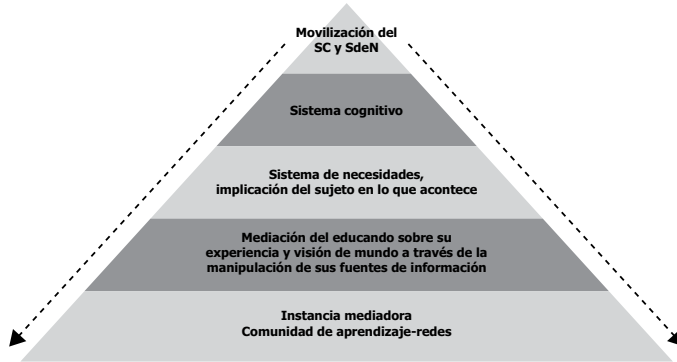 Movilización del
SC y SdeN
Sistema cognitivo
Sistema de necesidades,
implicación del sujeto en lo que acontece
Mediación del educando sobre su
experiencia y visión de mundo a través de la
manipulación de sus fuentes de información
Instancia mediadora
Comunidad de aprendizaje-redes